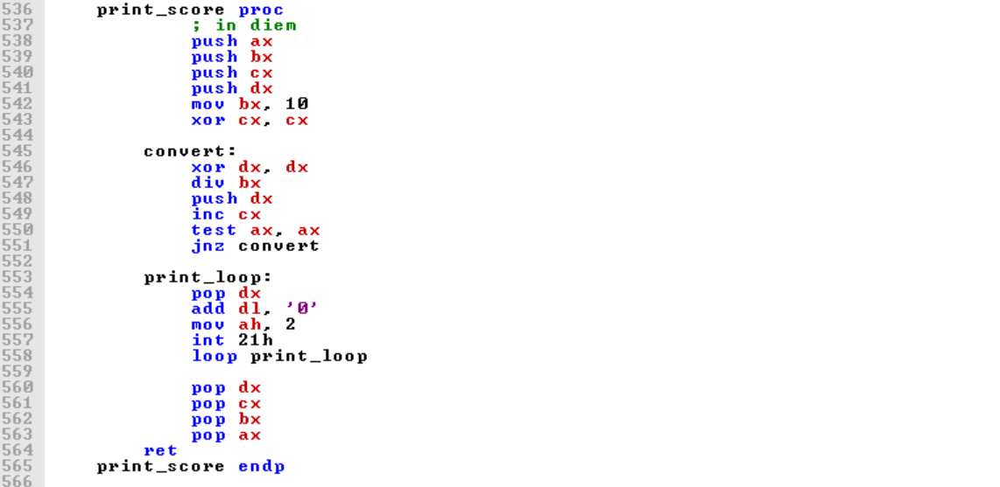 536 print_score proc
537 ; in diem
538 push ax
539 push bx
540 push cx
541 push dx
542 mov bx, 10
543 xor cx, cx
544
545 convert:
546 xor dx, dx
547 div bx
548 push dx
549 inc cx
550 test ax, ax
551 jnz convert
552
553 print_loop:
554 pop dx
555 add dl, '0'
556 mov ah, 2
557 int 21h
558 loop print_loop
559
560 pop dx
561 pop cx
562 pop bx
563 pop ax
564 ret
565 print_score endp
566